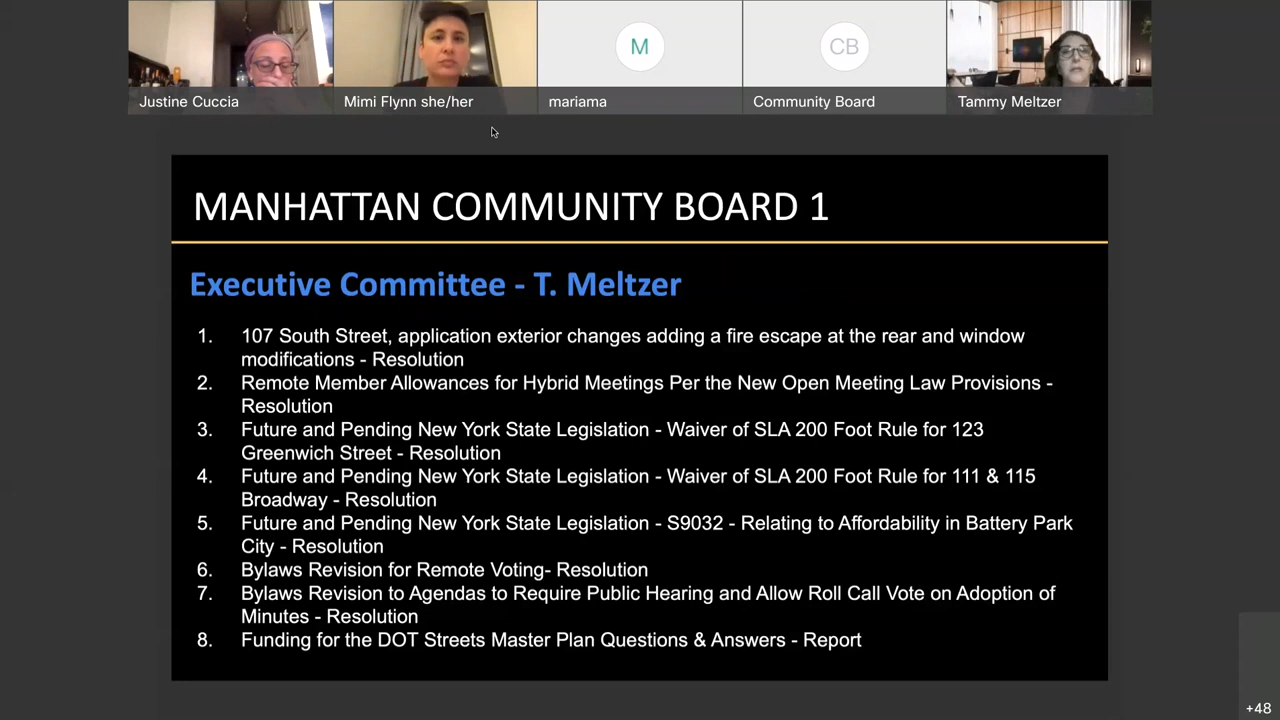 M
CB
Justine Cuccia
Mimi Flynn she/her
mariama
Community Board
Tammy Meltzer
MANHATTAN COMMUNITY BOARD 1
Executive Committee - T. Meltzer
1. 107 South Street, application exterior changes adding a fire escape at the rear and window
modifications - Resolution
2. Remote Member Allowances for Hybrid Meetings Per the New Open Meeting Law Provisions -
Resolution
3. Future and Pending New York State Legislation - Waiver of SLA 200 Foot Rule for 123
Greenwich Street - Resolution
4. Future and Pending New York State Legislation - Waiver of SLA 200 Foot Rule for 111 & 115
Broadway - Resolution
5. Future and Pending New York State Legislation - S9032 - Relating to Affordability in Battery Park
City - Resolution
6. Bylaws Revision for Remote Voting- Resolution
7. Bylaws Revision to Agendas to Require Public Hearing and Allow Roll Call Vote on Adoption of
Minutes - Resolution
8. Funding for the DOT Streets Master Plan Questions & Answers - Report
+48